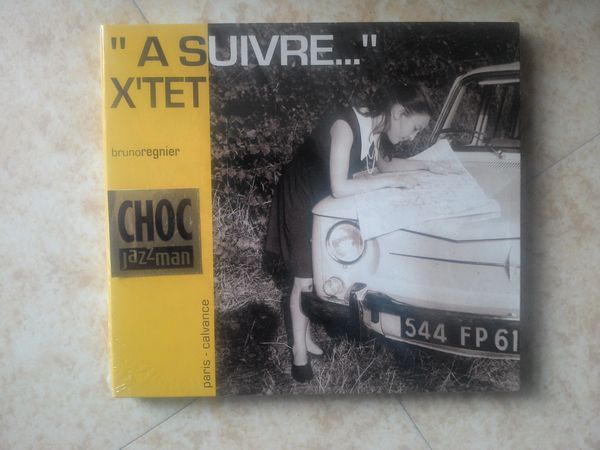 " A SUIVRE..."
X'TET
brunoregnier
CHOC
jazzman
paris - calvance
544 FP 61